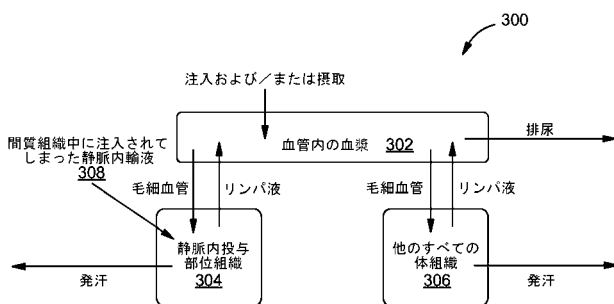 300
注入および/または摂取
血管内の血漿 302
排尿
間質組織中に注入されて
しまった静脈内輸液
308
毛細血管
リンパ液
毛細血管
リンパ液
静脈内投与
部位組織
304
他のすべての
体組織
306
発汗
発汗